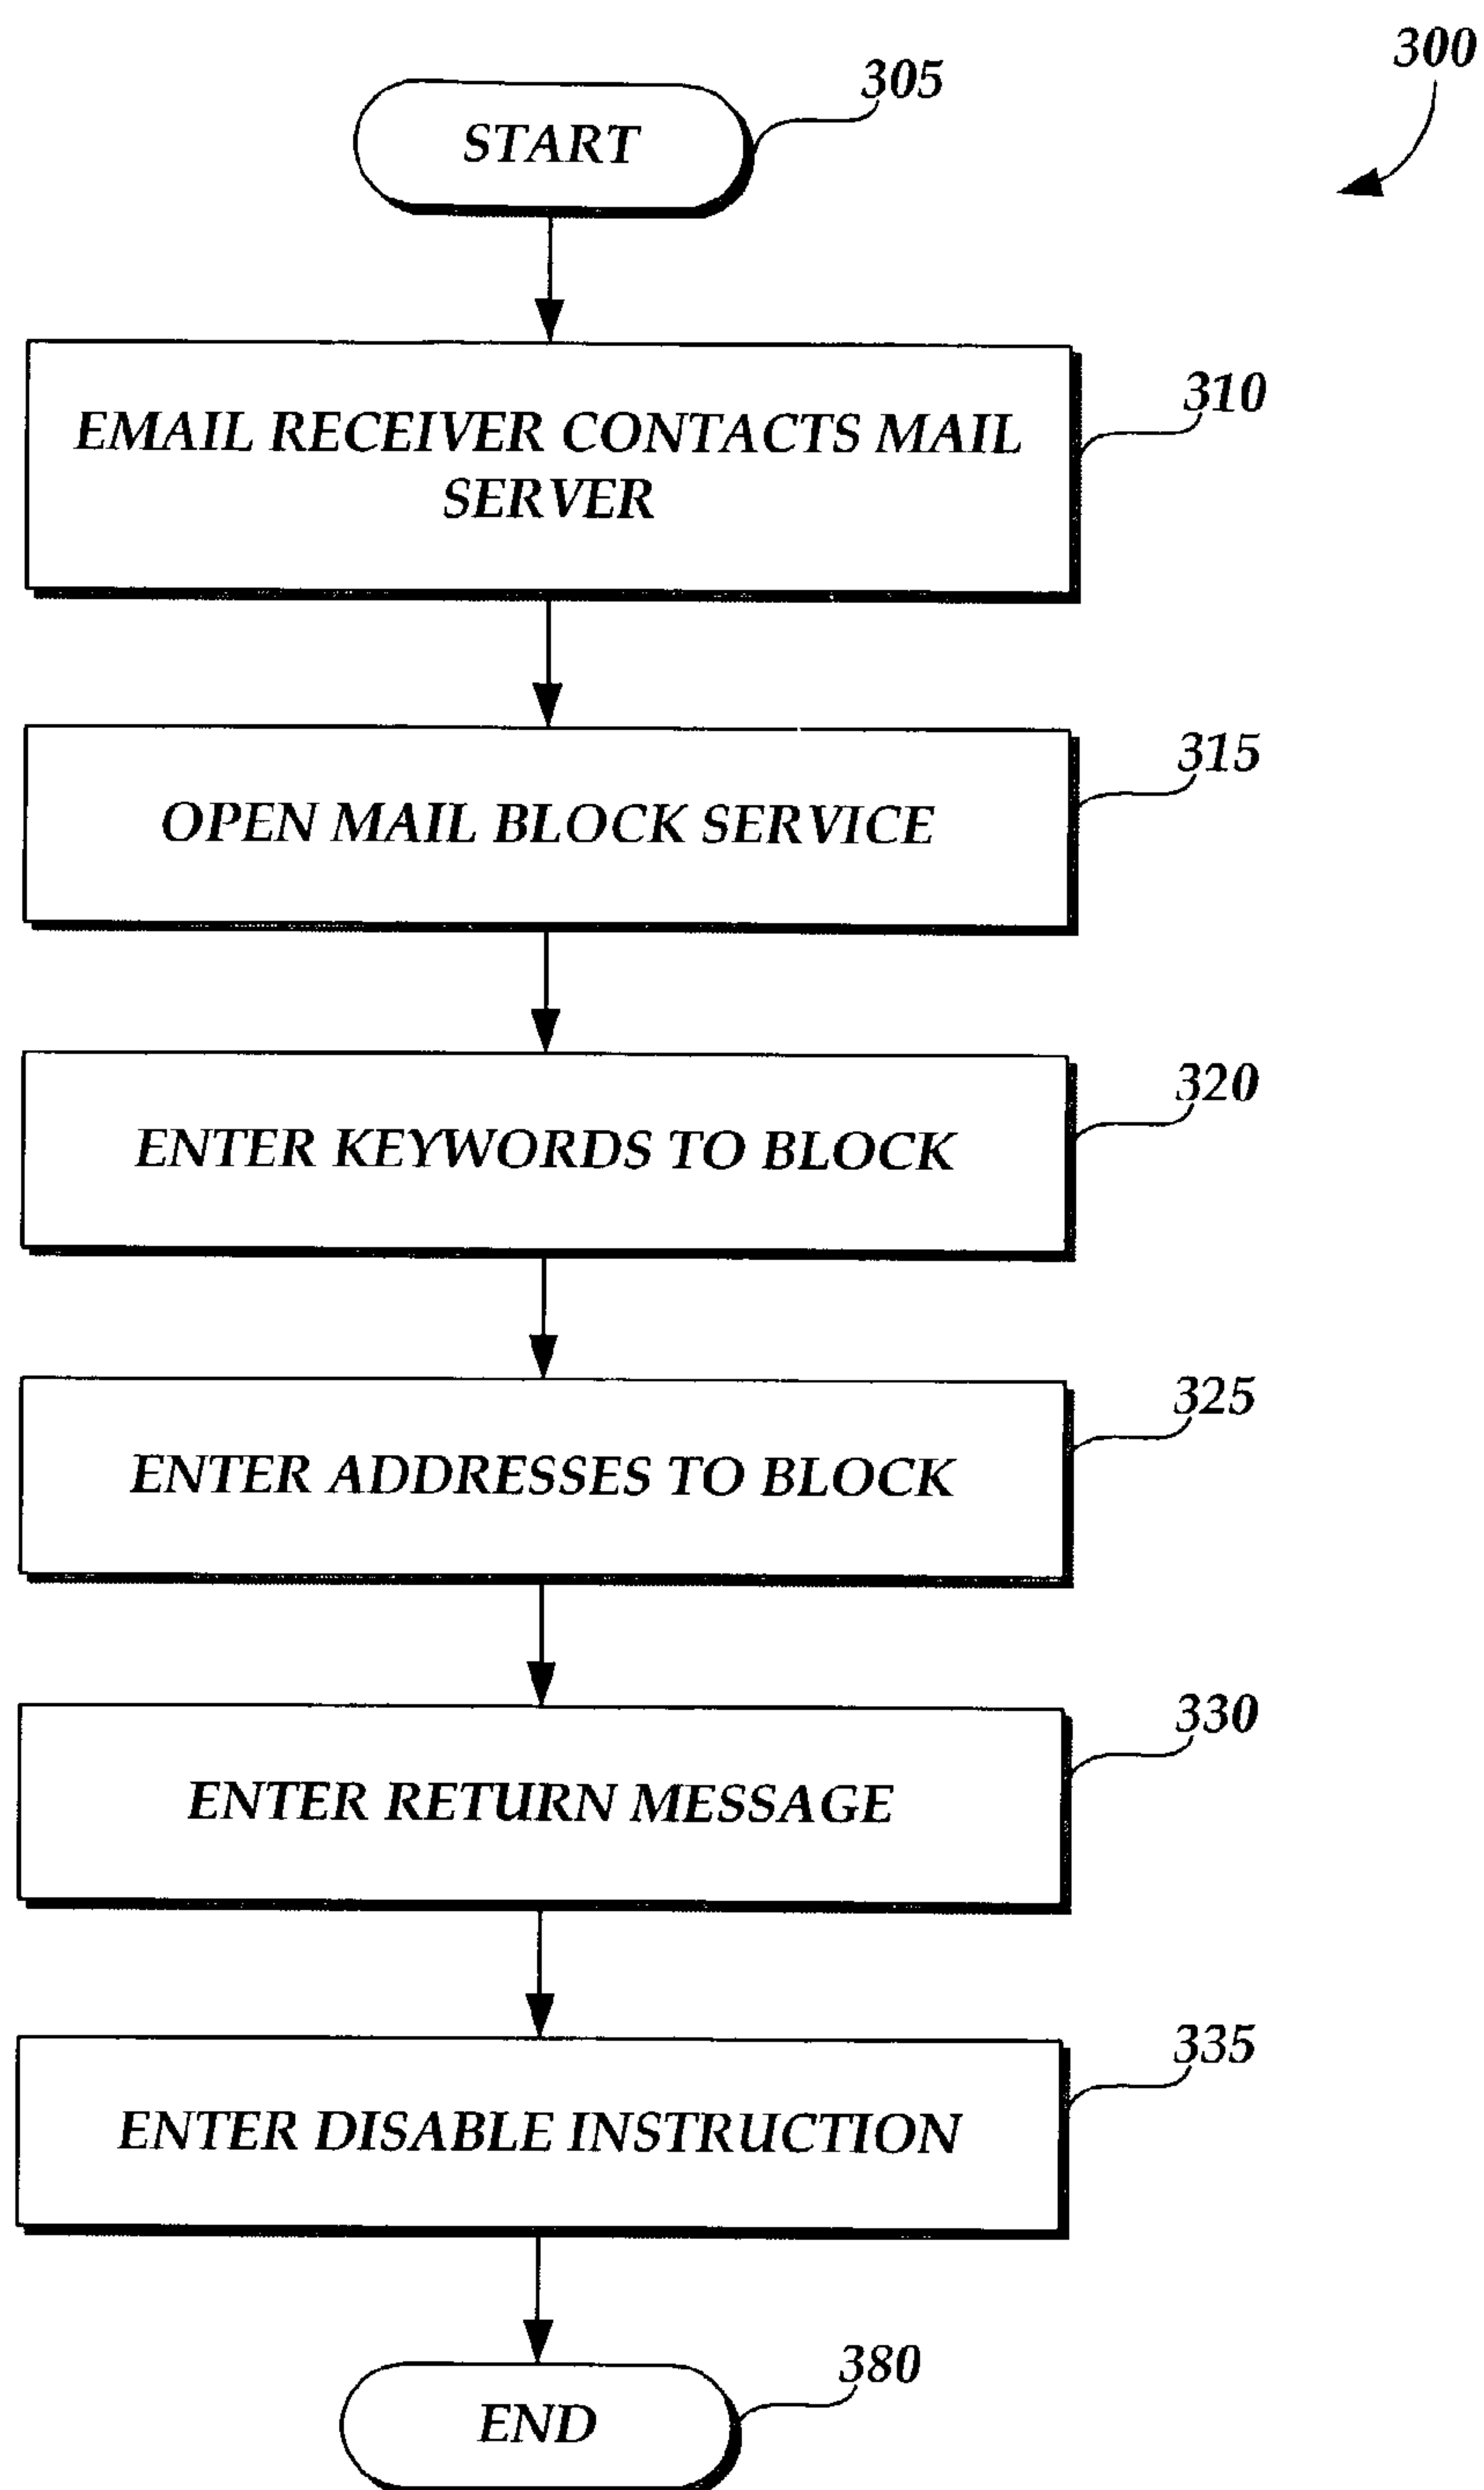 300
305
START
310
EMAIL RECEIVER CONTACTS MAIL
SERVER
315
OPEN MAIL BLOCK SERVICE
320
ENTER KEYWORDS TO BLOCK
325
ENTER ADDRESSES TO BLOCK
330
ENTER RETURN MESSAGE
335
ENTER DISABLE INSTRUCTION
380
END